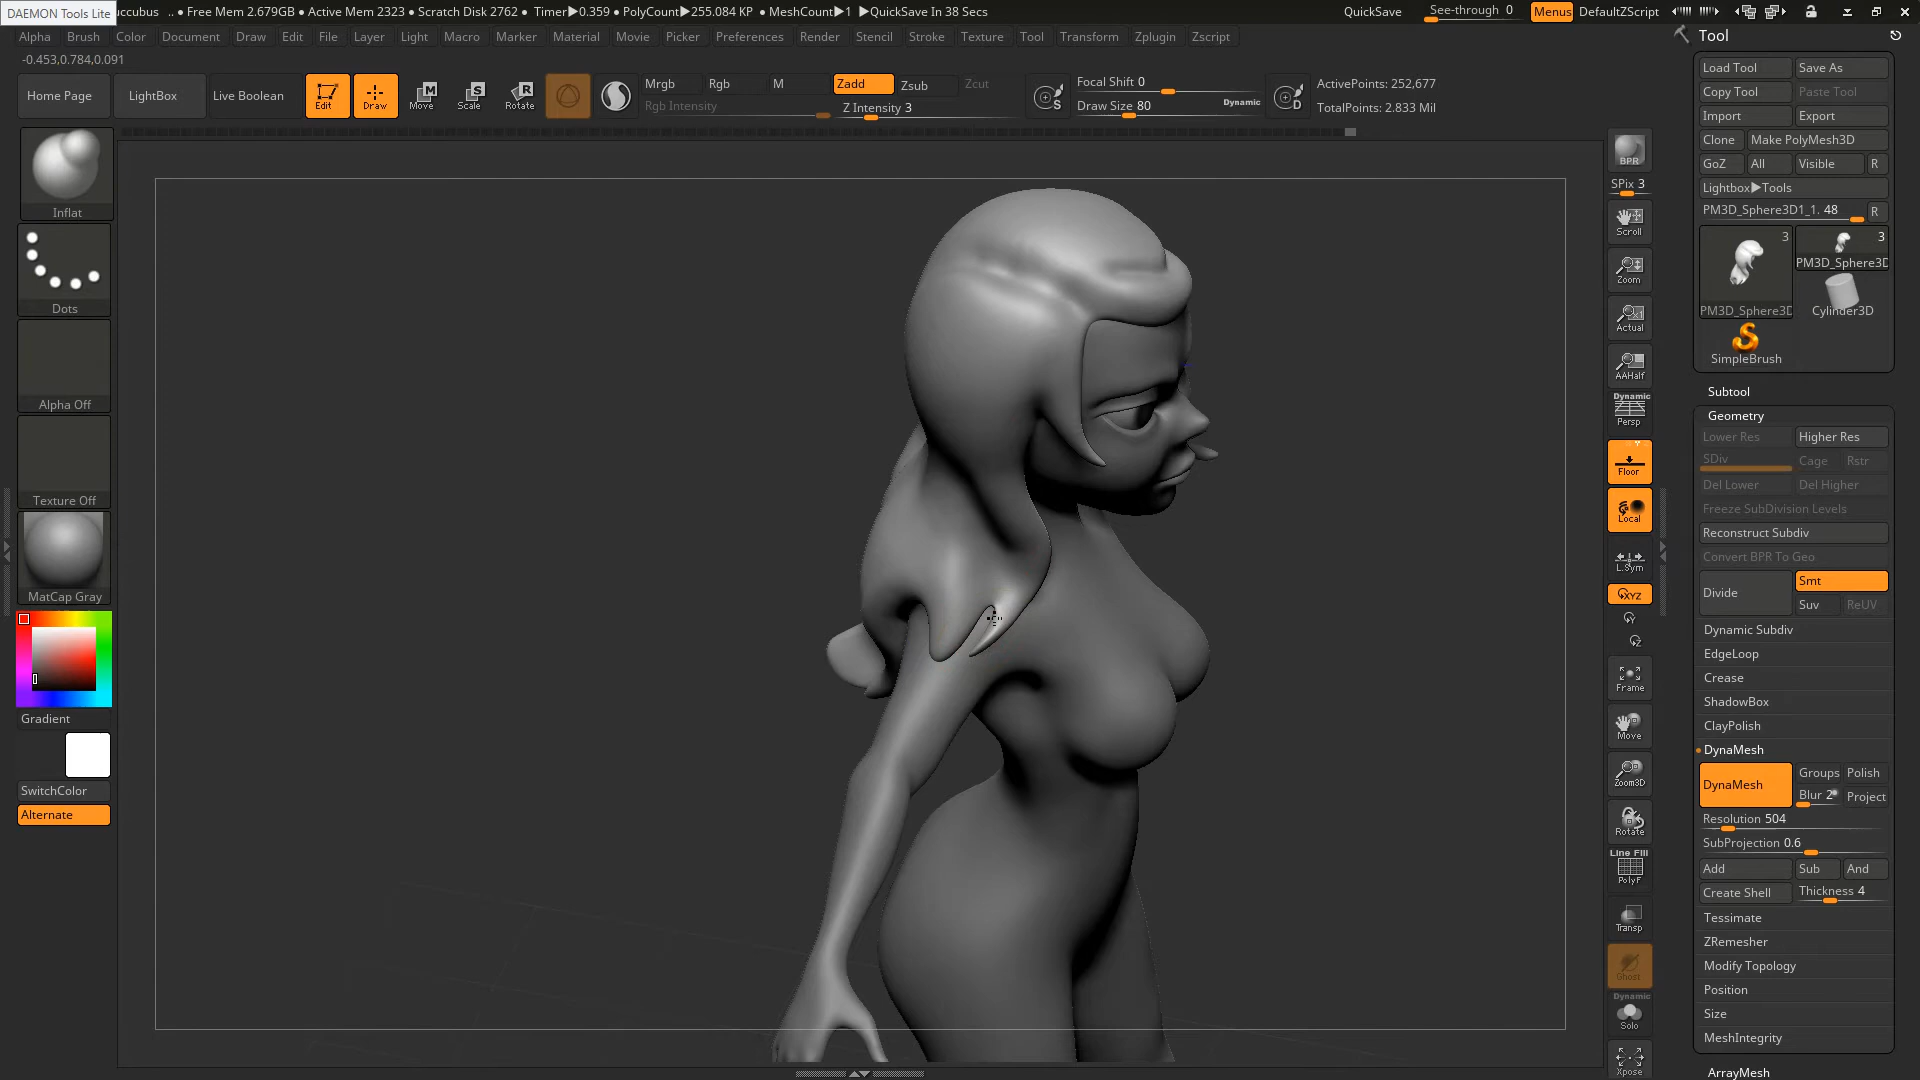 DAEMON Tools Lite
ccubus .. ● Free Mem 2.679GB ● Active Mem 2323 ● Scratch Disk 2762 ● Timer▶0.359 ● PolyCount▶255.084 KP ● MeshCount▶1 ▶QuickSave In 38 Secs
QuickSave See-through 0 Menus DefaultZScript
Alpha Brush Color Document Draw Edit File Layer Light Macro Marker Material Movie Picker Preferences Render Stencil Stroke Texture Tool Transform Zplugin Zscript
-0.453,0.784,0.091
Home Page LightBox Live Boolean Edit Draw Move Scale Rotate
Mrgb Rgb M Zadd Zsub Zcut
Rgb Intensity Z Intensity 3
S Focal Shift 0
Draw Size 80 Dynamic
D ActivePoints: 252,677
TotalPoints: 2.833 Mil
Inflat
Dots
Alpha Off
Texture Off
MatCap Gray
Gradient
SwitchColor
Alternate
BPR
SPix 3
Scroll
Zoom
Actual
AAHalf
Dynamic
Persp
Floor
Local
L.Sym
XYZ
Frame
Move
Zoom3D
Rotate
Line Fill
PolyF
Transp
Ghost
Dynamic
Solo
Xpose
Tool
Load Tool Save As
Copy Tool Paste Tool
Import Export
Clone Make PolyMesh3D
GoZ All Visible R
Lightbox▶Tools
PM3D_Sphere3D1_1. 48 R
3 3
PM3D_Sphere3D
PM3D_Sphere3D Cylinder3D
SimpleBrush
Subtool
Geometry
Lower Res Higher Res
SDiv Cage Rstr
Del Lower Del Higher
Freeze SubDivision Levels
Reconstruct Subdiv
Convert BPR To Geo
Divide Smt
Suv ReUV
Dynamic Subdiv
EdgeLoop
Crease
ShadowBox
ClayPolish
DynaMesh
DynaMesh Groups Polish
Blur 2 Project
Resolution 504
SubProjection 0.6
Add Sub And
Create Shell Thickness 4
Tessimate
ZRemesher
Modify Topology
Position
Size
MeshIntegrity
ArrayMesh